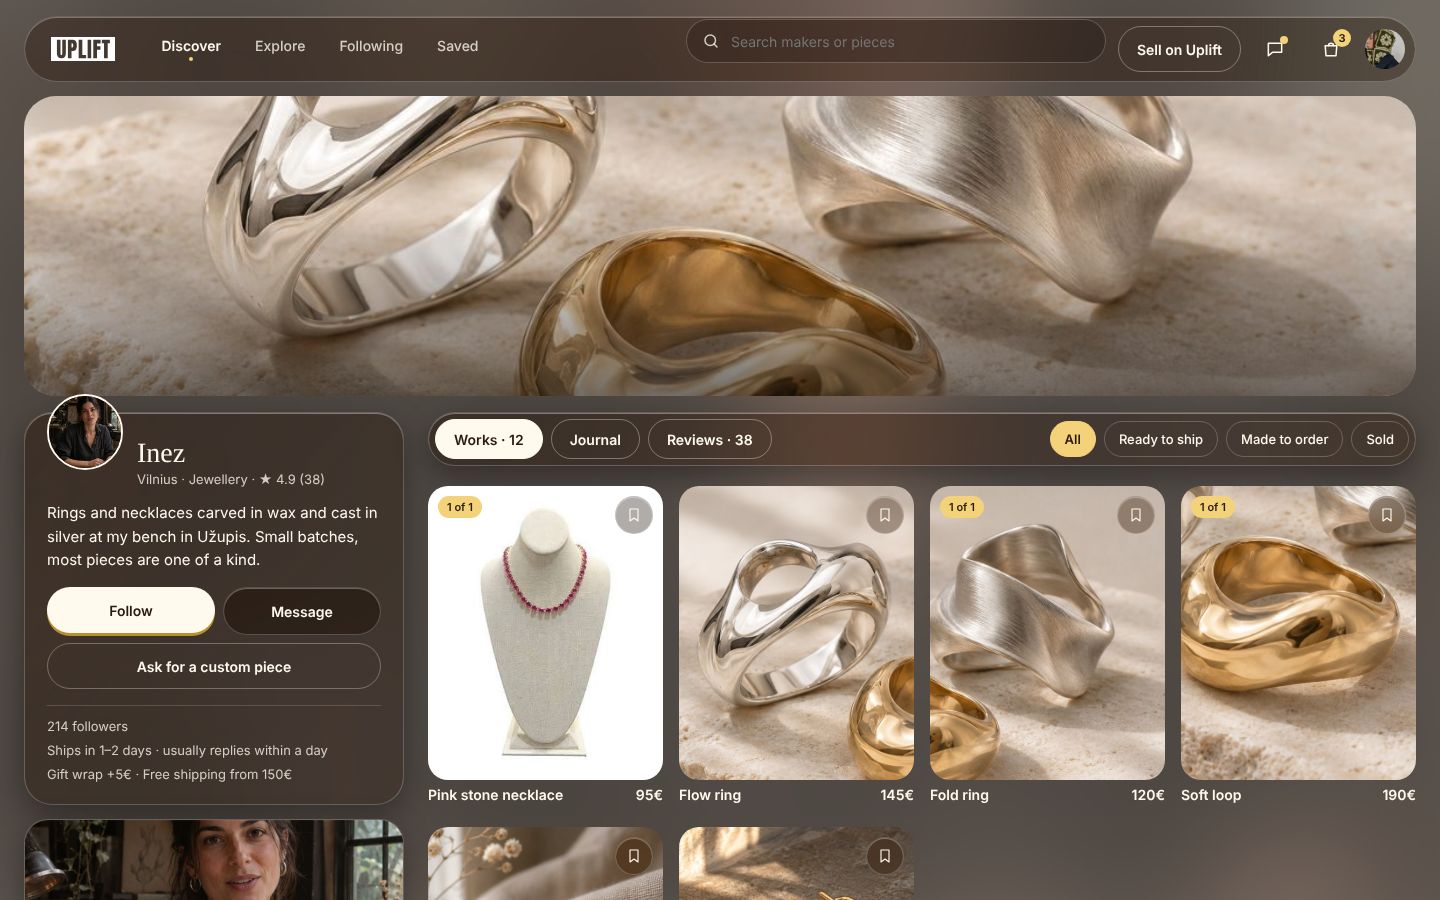 UPLIFT
Discover
Explore
Following
Saved
Search makers or pieces
Sell on Uplift
3
Inez
Vilnius · Jewellery · ★ 4.9 (38)
Rings and necklaces carved in wax and cast in
silver at my bench in Užupis. Small batches,
most pieces are one of a kind.
Follow
Message
Ask for a custom piece
214 followers
Ships in 1–2 days · usually replies within a day
Gift wrap +5€ · Free shipping from 150€
Works · 12
Journal
Reviews · 38
All
Ready to ship
Made to order
Sold
1 of 1
Pink stone necklace 95€
Flow ring 145€
1 of 1
Fold ring 120€
1 of 1
Soft loop 190€